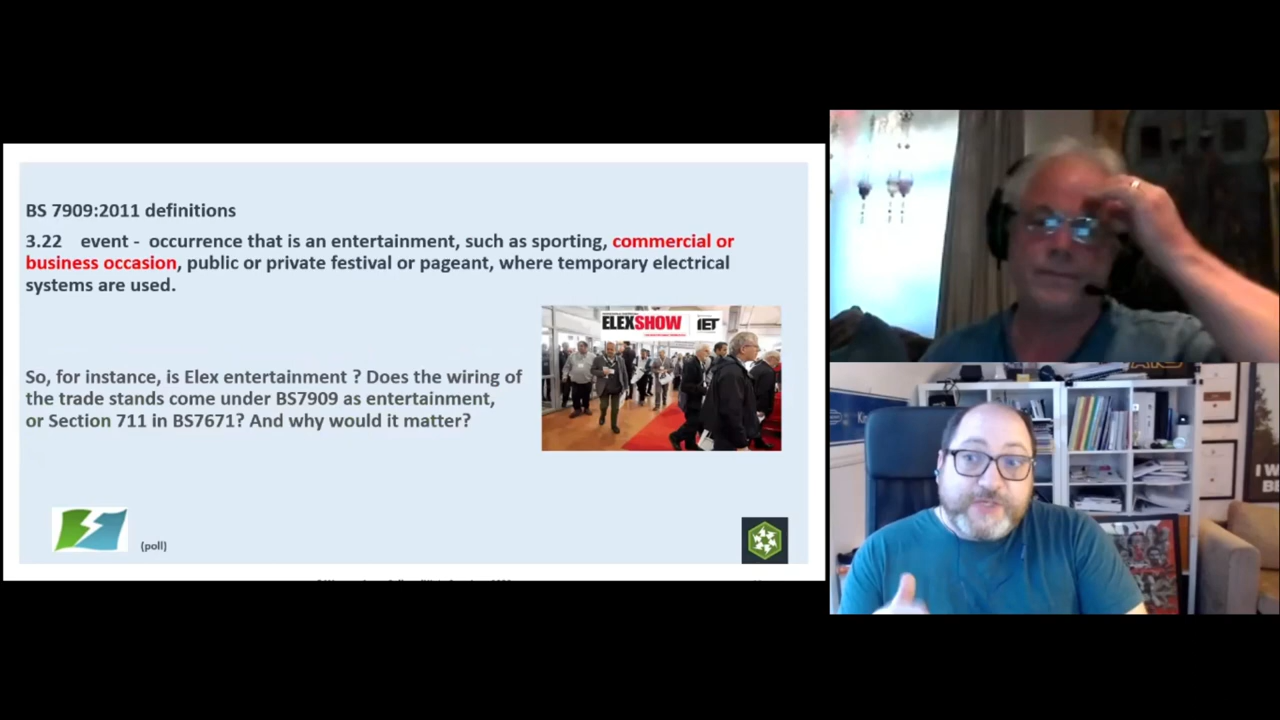 BS 7909:2011 definitions
3.22 event - occurrence that is an entertainment, such as sporting, commercial or
business occasion, public or private festival or pageant, where temporary electrical
systems are used.
ELEXSHOW
IET
So, for instance, is Elex entertainment ? Does the wiring of
the trade stands come under BS7909 as entertainment,
or Section 711 in BS7671? And why would it matter?
(poll)
I W
BE